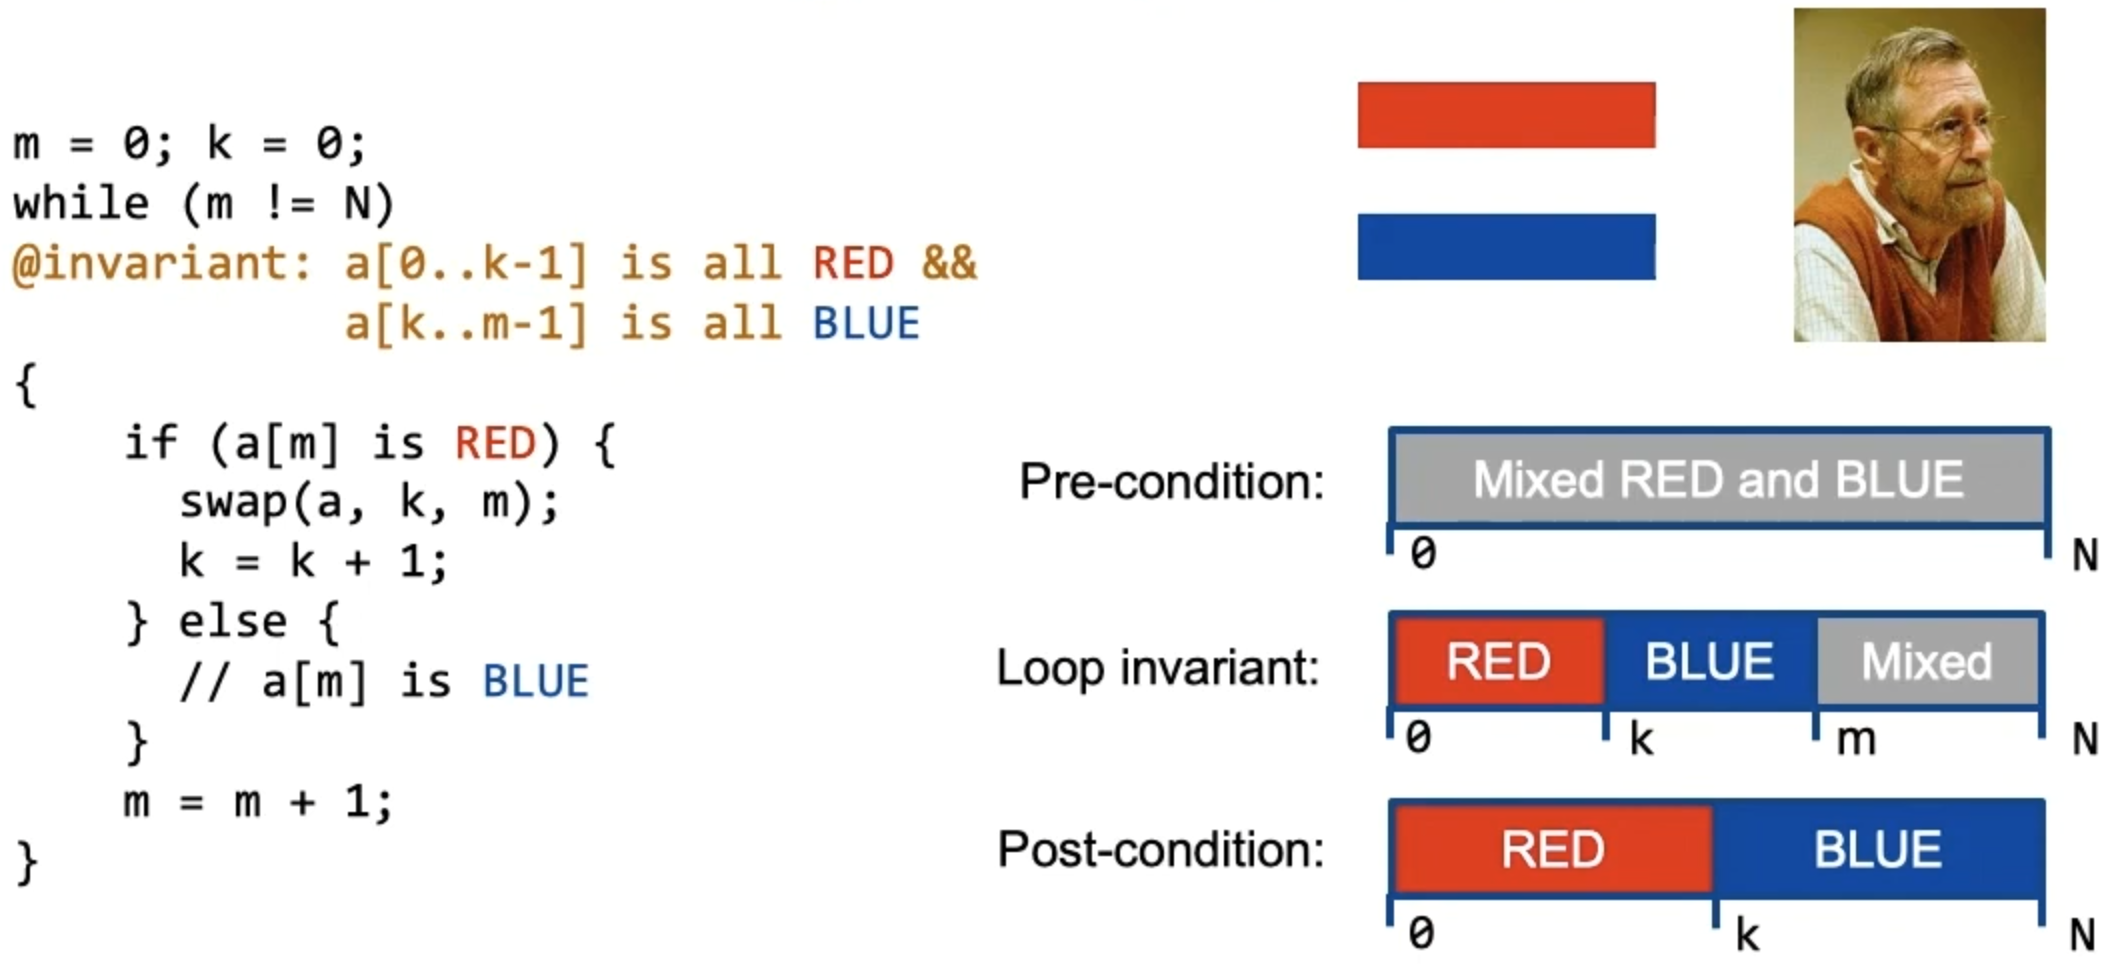 m = 0; k = 0;
while (m != N)
@invariant: a[0..k-1] is all RED &&
a[k..m-1] is all BLUE
{
if (a[m] is RED) {
swap(a, k, m);
k = k + 1;
} else {
// a[m] is BLUE
}
m = m + 1;
}
Pre-condition:
Mixed RED and BLUE
0
N
Loop invariant:
RED
BLUE
Mixed
0
k
m
N
Post-condition:
RED
BLUE
0
k
N